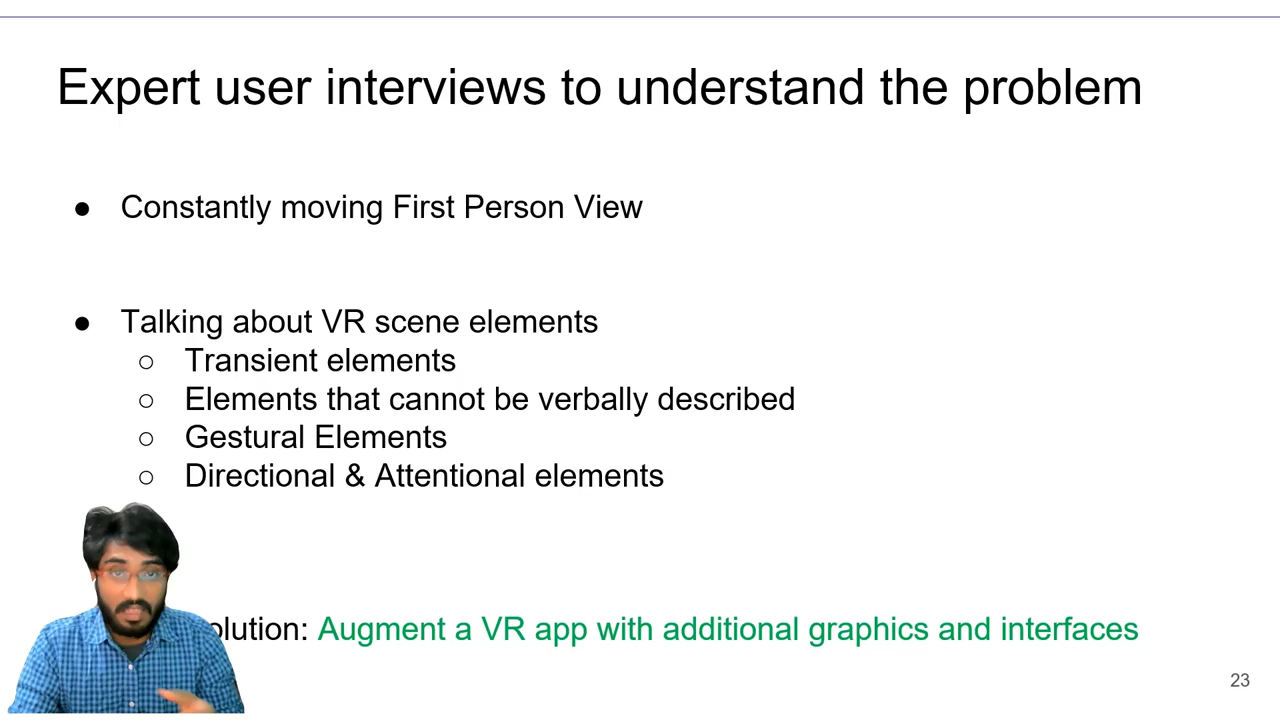 Expert user interviews to understand the problem
● Constantly moving First Person View
● Talking about VR scene elements
○ Transient elements
○ Elements that cannot be verbally described
○ Gestural Elements
○ Directional & Attentional elements
olution: Augment a VR app with additional graphics and interfaces
23